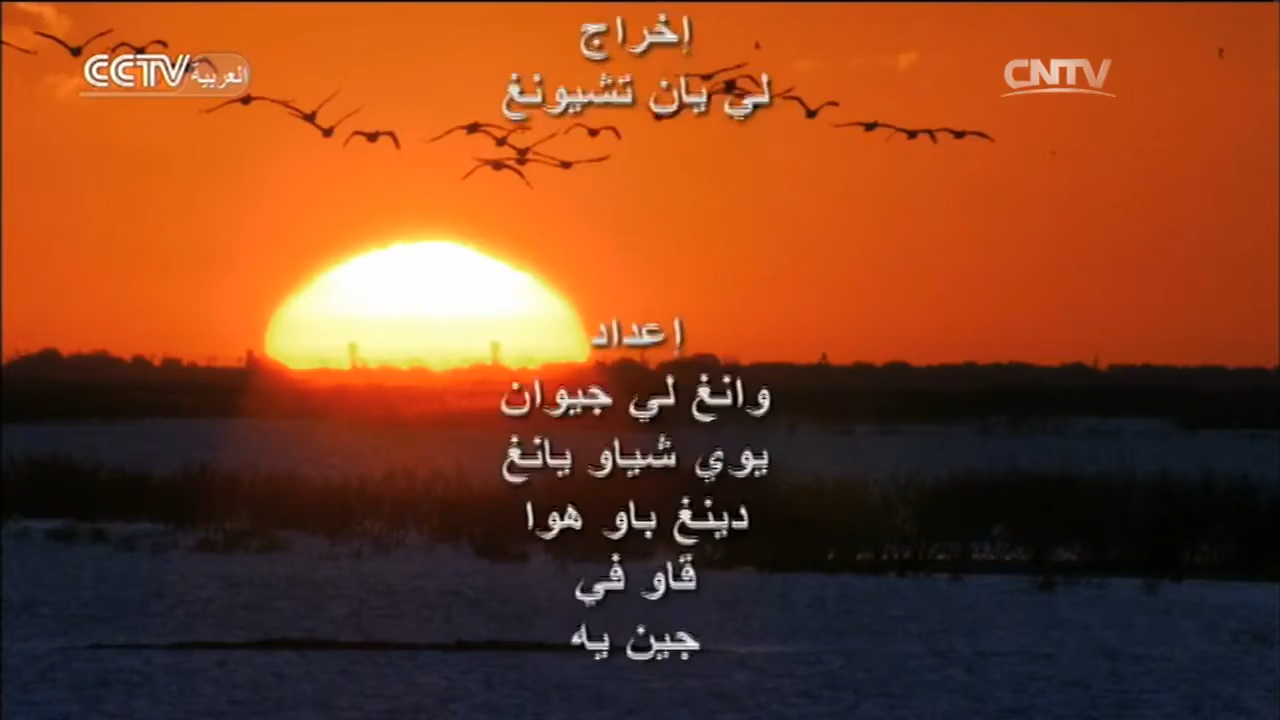 إخراج
CCTV العربية
CNTV
لي يان تشيونغ
إعداد
وانغ لي جيوان
يوي شياو يانغ
دينغ باو هوا
قاو في
جين يه